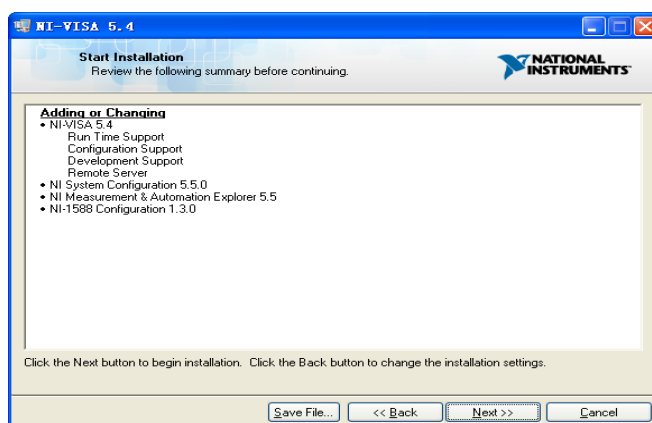 NI-VISA 5.4
Start Installation
Review the following summary before continuing.
NATIONAL
INSTRUMENTS
Adding or Changing
• NI-VISA 5.4
Run Time Support
Configuration Support
Development Support
Remote Server
• NI System Configuration 5.5.0
• NI Measurement & Automation Explorer 5.5
• NI-1588 Configuration 1.3.0
Click the Next button to begin installation. Click the Back button to change the installation settings.
Save File... << Back Next >> Cancel